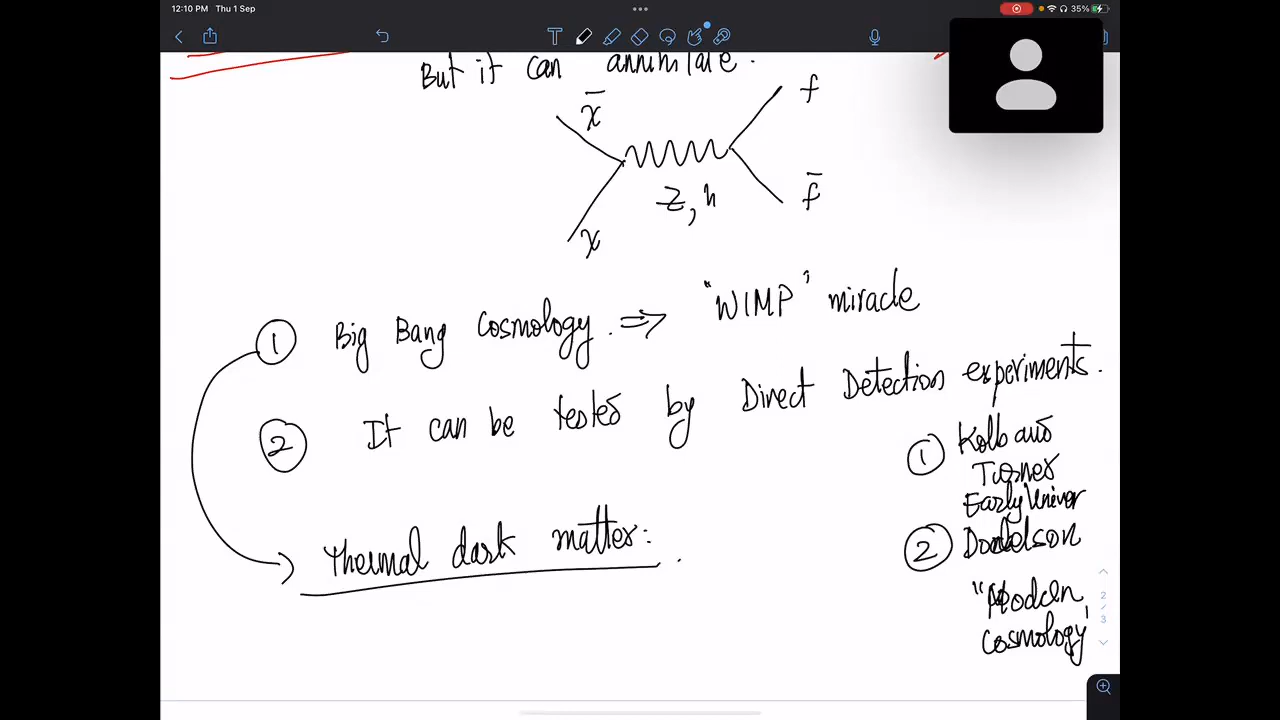 12:10 PM Thu 1 Sep
35%
But it can annihilate.
χ̄
f
Z, h
f̄
χ
① Big Bang Cosmology. ⇒ "WIMP" miracle
② It can be tested by Direct Detection experiments.
① Kolb and
Turner
Early Univer
② Dodelson
"Modern
Cosmology"
Thermal dark matter:
2
/
3